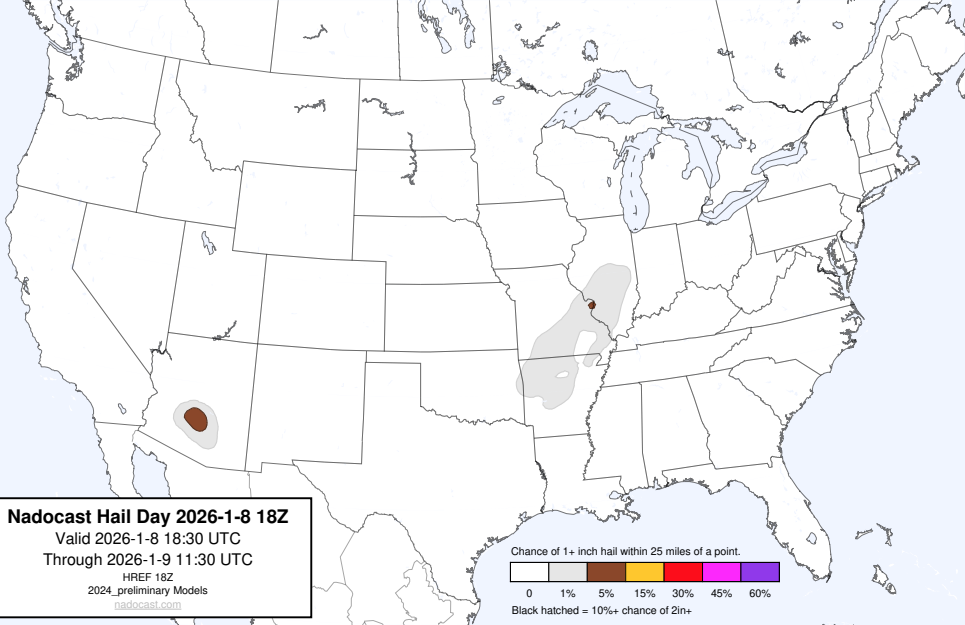 Nadocast Hail Day 2026-1-8 18Z
Valid 2026-1-8 18:30 UTC
Through 2026-1-9 11:30 UTC
HREF 18Z
2024_preliminary Models
nadocast.com
Chance of 1+ inch hail within 25 miles of a point.
0 1% 5% 15% 30% 45% 60%
Black hatched = 10%+ chance of 2in+